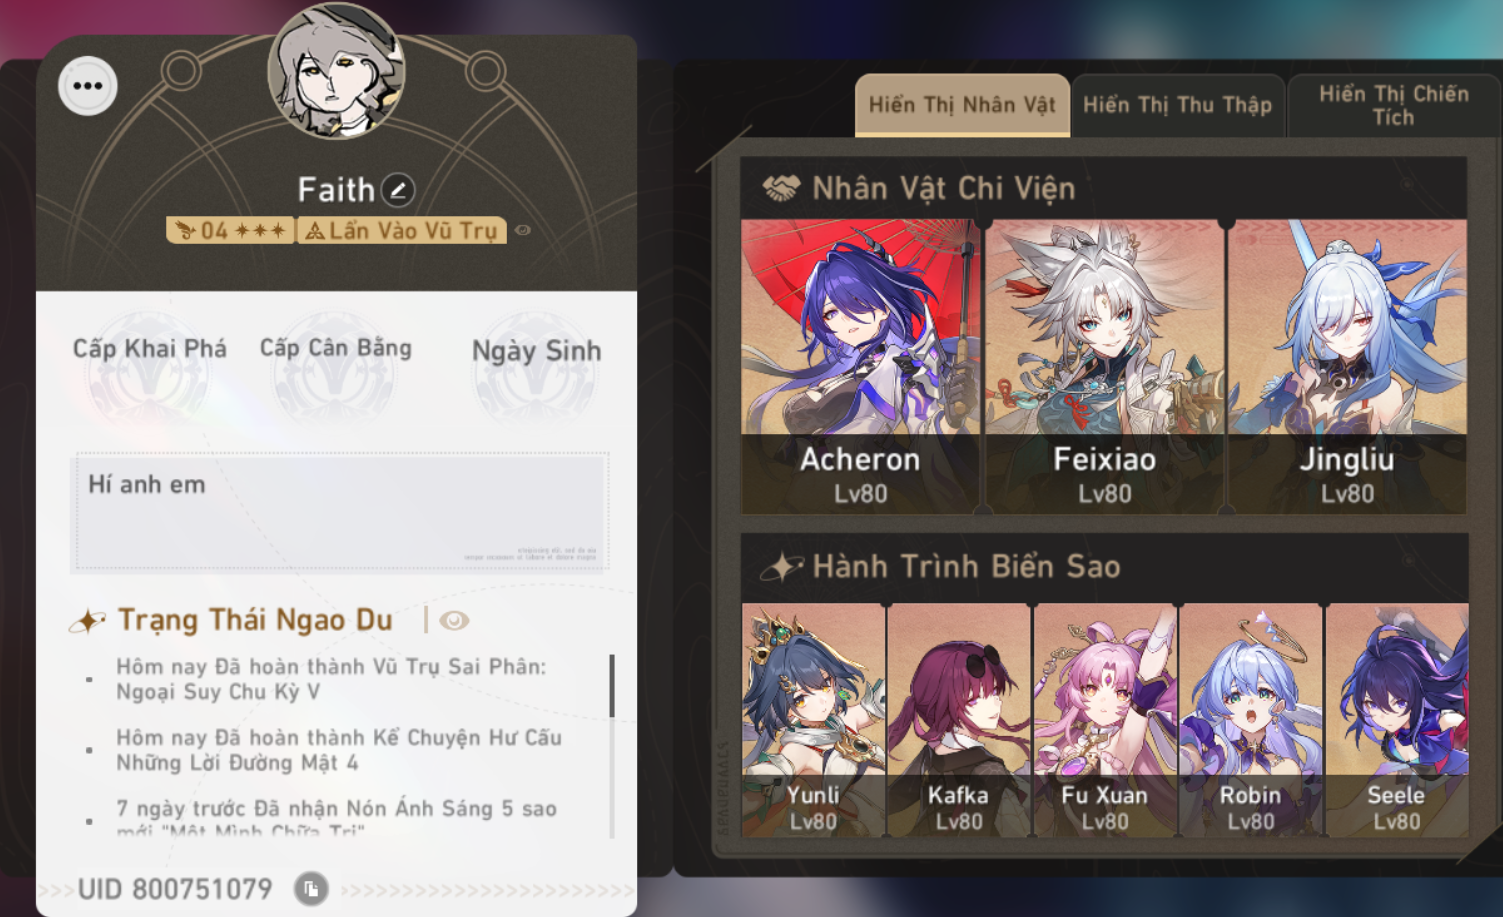 Faith
04
Lẩn Vào Vũ Trụ
Cấp Khai Phá
Cấp Cân Bằng
Ngày Sinh
Hí anh em
Trạng Thái Ngao Du
Hôm nay Đã hoàn thành Vũ Trụ Sai Phân:
Ngoại Suy Chu Kỳ V
Hôm nay Đã hoàn thành Kể Chuyện Hư Cấu
Những Lời Đường Mật 4
7 ngày trước Đã nhận Nón Ánh Sáng 5 sao
mới "Một Mình Chữa Trị"
UID 800751079
Hiển Thị Nhân Vật
Hiển Thị Thu Thập
Hiển Thị Chiến
Tích
Nhân Vật Chi Viện
Acheron
Lv80
Feixiao
Lv80
Jingliu
Lv80
Hành Trình Biển Sao
Yunli
Lv80
Kafka
Lv80
Fu Xuan
Lv80
Robin
Lv80
Seele
Lv80